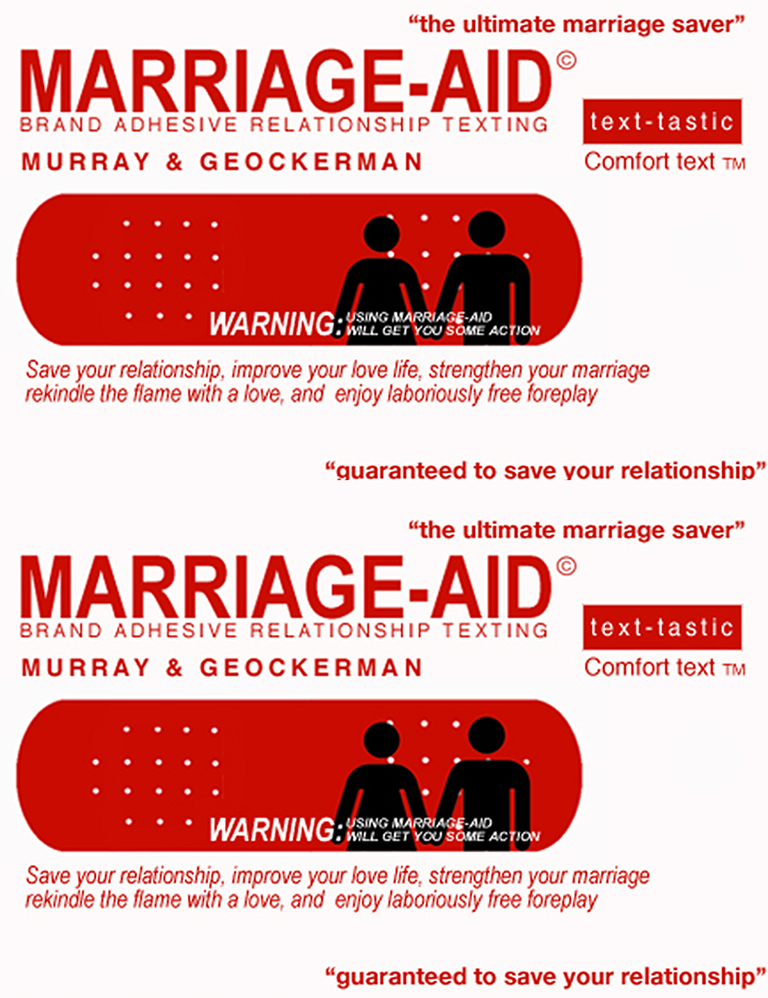 “the ultimate marriage saver”
MARRIAGE-AID©
BRAND ADHESIVE RELATIONSHIP TEXTING
text-tastic
MURRAY & GEOCKERMAN
Comfort text TM
WARNING: USING MARRIAGE-AID
WILL GET YOU SOME ACTION
Save your relationship, improve your love life, strengthen your marriage
rekindle the flame with a love, and enjoy laboriously free foreplay
“guaranteed to save your relationship”
“the ultimate marriage saver”
MARRIAGE-AID©
BRAND ADHESIVE RELATIONSHIP TEXTING
text-tastic
MURRAY & GEOCKERMAN
Comfort text TM
WARNING: USING MARRIAGE-AID
WILL GET YOU SOME ACTION
Save your relationship, improve your love life, strengthen your marriage
rekindle the flame with a love, and enjoy laboriously free foreplay
“guaranteed to save your relationship”